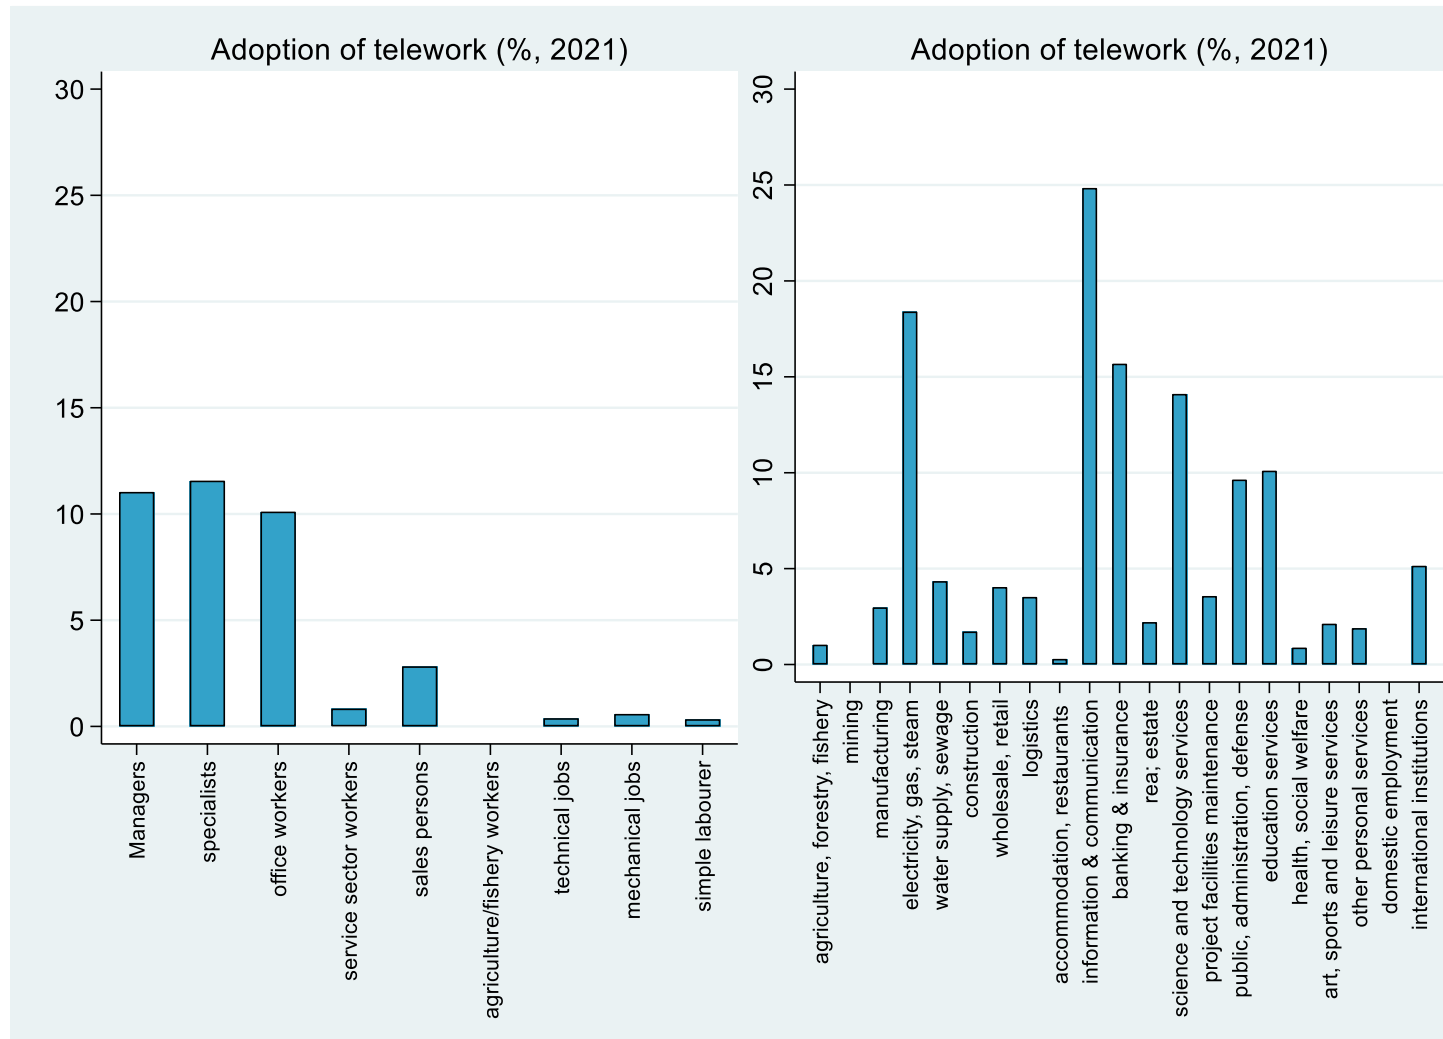 Adoption of telework (%, 2021)
30
25
20
15
10
5
0
Managers
specialists
office workers
service sector workers
sales persons
agriculture/fishery workers
technical jobs
mechanical jobs
simple labourer
Adoption of telework (%, 2021)
30
25
20
15
10
5
0
agriculture, forestry, fishery
mining
manufacturing
electricity, gas, steam
water supply, sewage
construction
wholesale, retail
logistics
accommodation, restaurants
information & communication
banking & insurance
rea; estate
science and technology services
project facilities maintenance
public, administration, defense
education services
health, social welfare
art, sports and leisure services
other personal services
domestic employment
international institutions